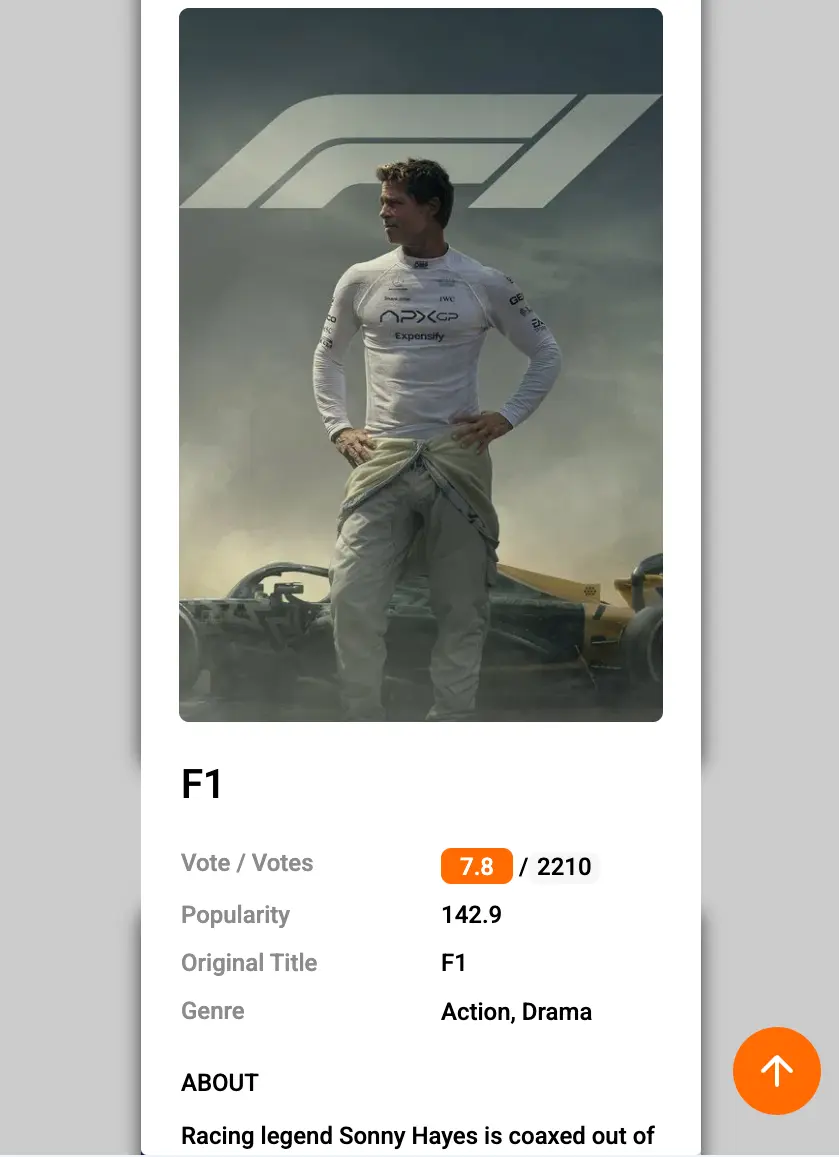 F1
IWC
APXGP
Expensify
F1
Vote / Votes 7.8 / 2210
Popularity 142.9
Original Title F1
Genre Action, Drama
ABOUT
Racing legend Sonny Hayes is coaxed out of